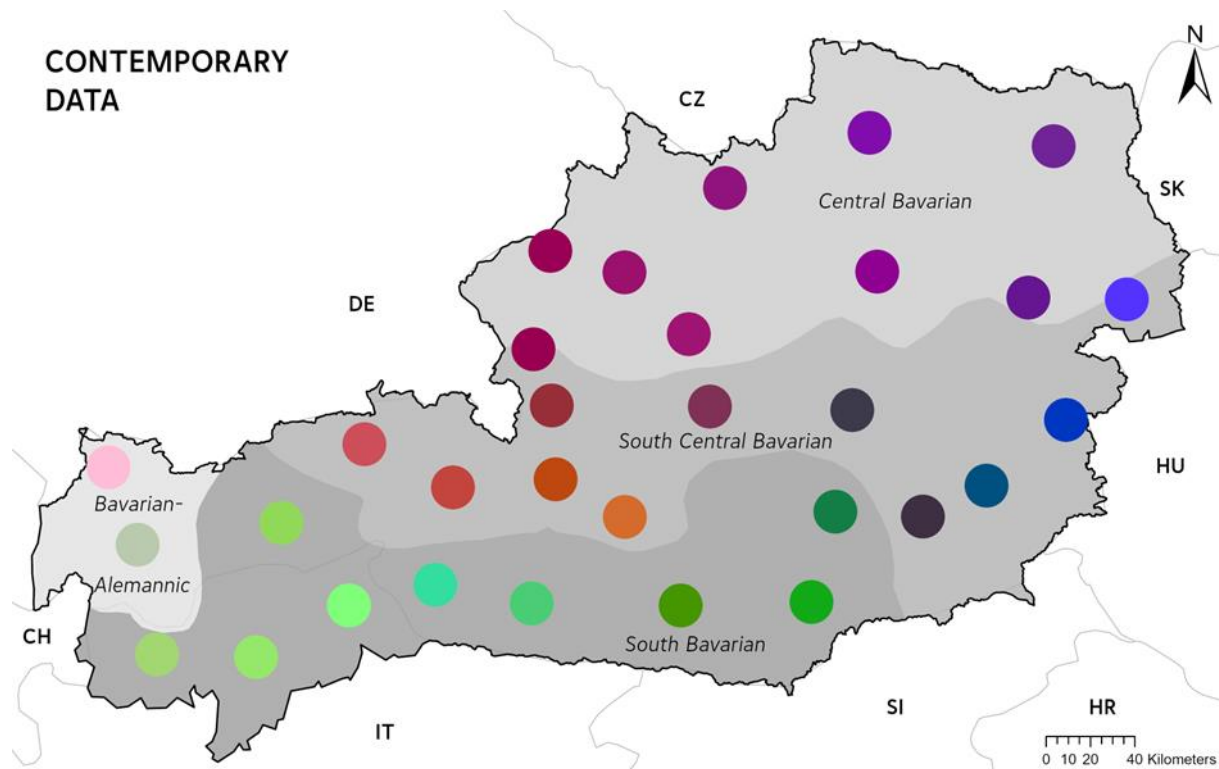 CONTEMPORARY
DATA
N
CZ
SK
Central Bavarian
DE
South Central Bavarian
HU
Bavarian-
Alemannic
CH
South Bavarian
IT
SI
HR
0 10 20 40 Kilometers